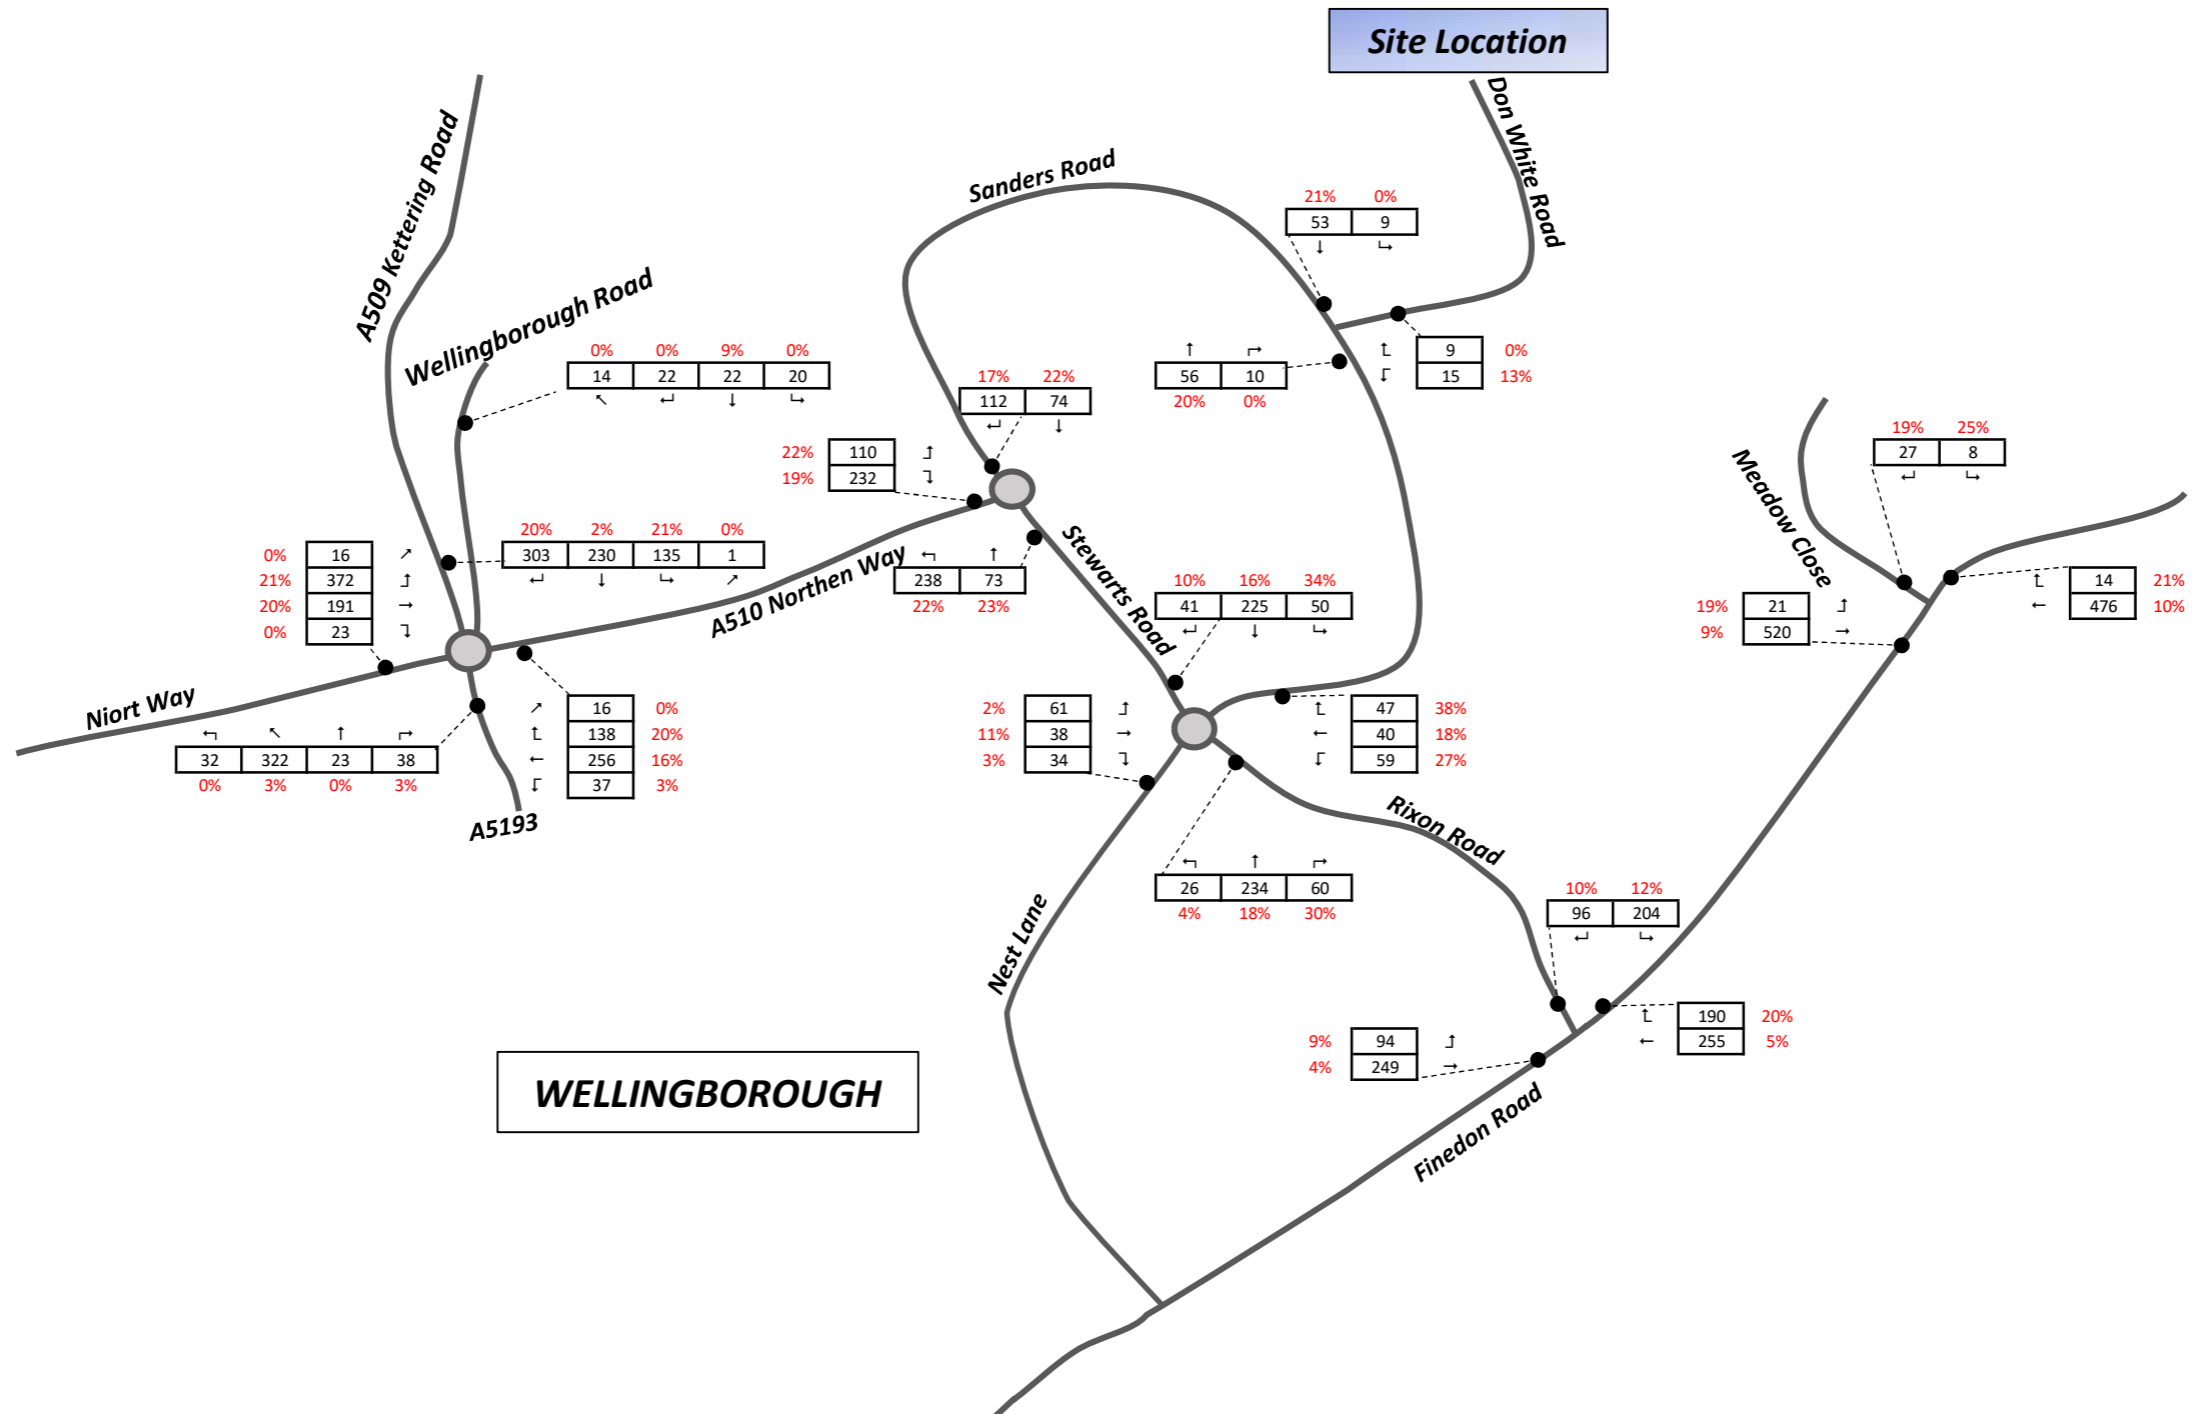 Site Location
Don White Road
A509 Kettering Road
Sanders Road
21% 0%
53 9
↓ ↳
Wellingborough Road
0% 0% 9% 0%
14 22 22 20
↖ ↵ ↓ ↳
↑ ↱
56 10
20% 0%
↥ 9 0%
↧ 15 13%
17% 22%
112 74
↵ ↓
22% 110
19% 232
19% 25%
27 8
↵ ↳
Meadow Close
20% 2% 21% 0%
303 230 135 1
↵ ↓ ↳ ↗
0% 16 ↗
21% 372
20% 191 →
0% 23
A510 Northen Way
↰ ↑
238 73
22% 23%
Stewarts Road
10% 16% 34%
41 225 50
↵ ↓ ↳
19% 21
9% 520 →
14 21%
← 476 10%
Niort Way
↰ ↖ ↑ ↱
32 322 23 38
0% 3% 0% 3%
↗ 16 0%
138 20%
← 256 16%
37 3%
A5193
2% 61
11% 38 →
3% 34
47 38%
← 40 18%
59 27%
Rixon Road
↰ ↑ ↱
26 234 60
4% 18% 30%
Nest Lane
10% 12%
96 204
↵ ↳
190 20%
← 255 5%
9% 94
4% 249 →
WELLINGBOROUGH
Finedon Road